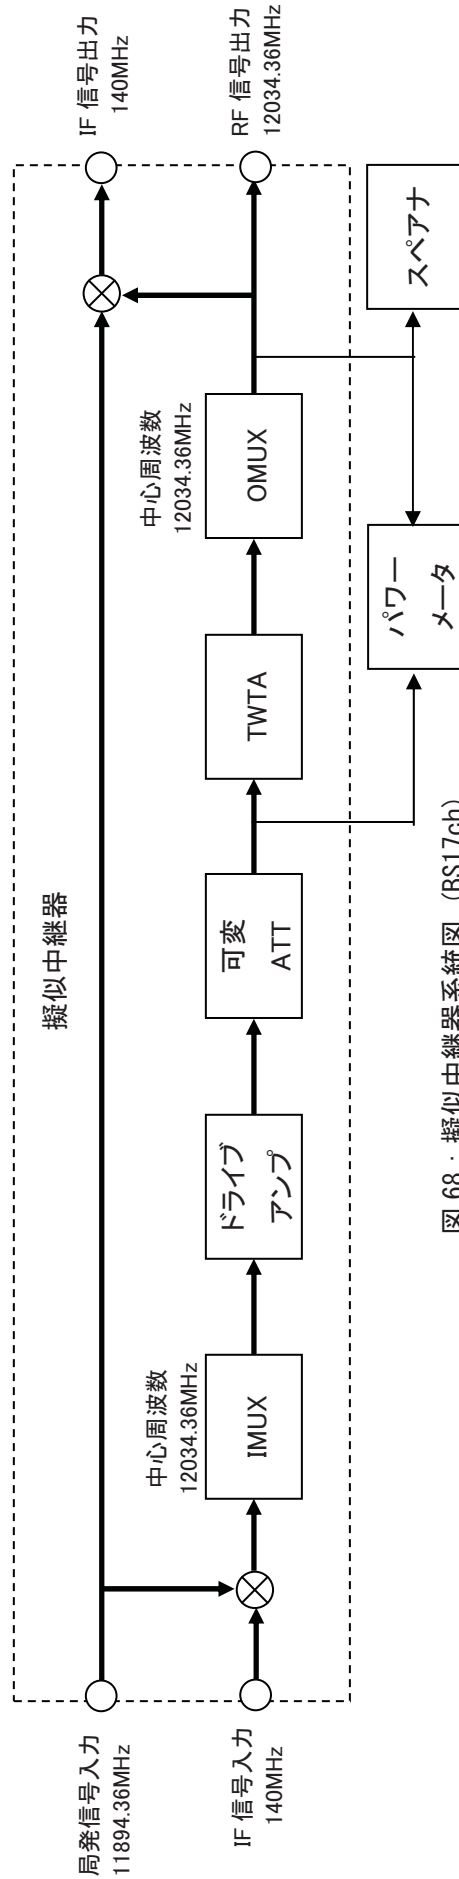 擬似中継器
局発信号入力
11894.36MHz
IF 信号入力
140MHz
中心周波数
12034.36MHz
IMUX
ドライブ
アンプ
可変
ATT
TWTA
中心周波数
12034.36MHz
OMUX
IF 信号出力
140MHz
RF 信号出力
12034.36MHz
パワー
メータ
スペアナ
図 68：擬似中継器系統図（BS17ch）